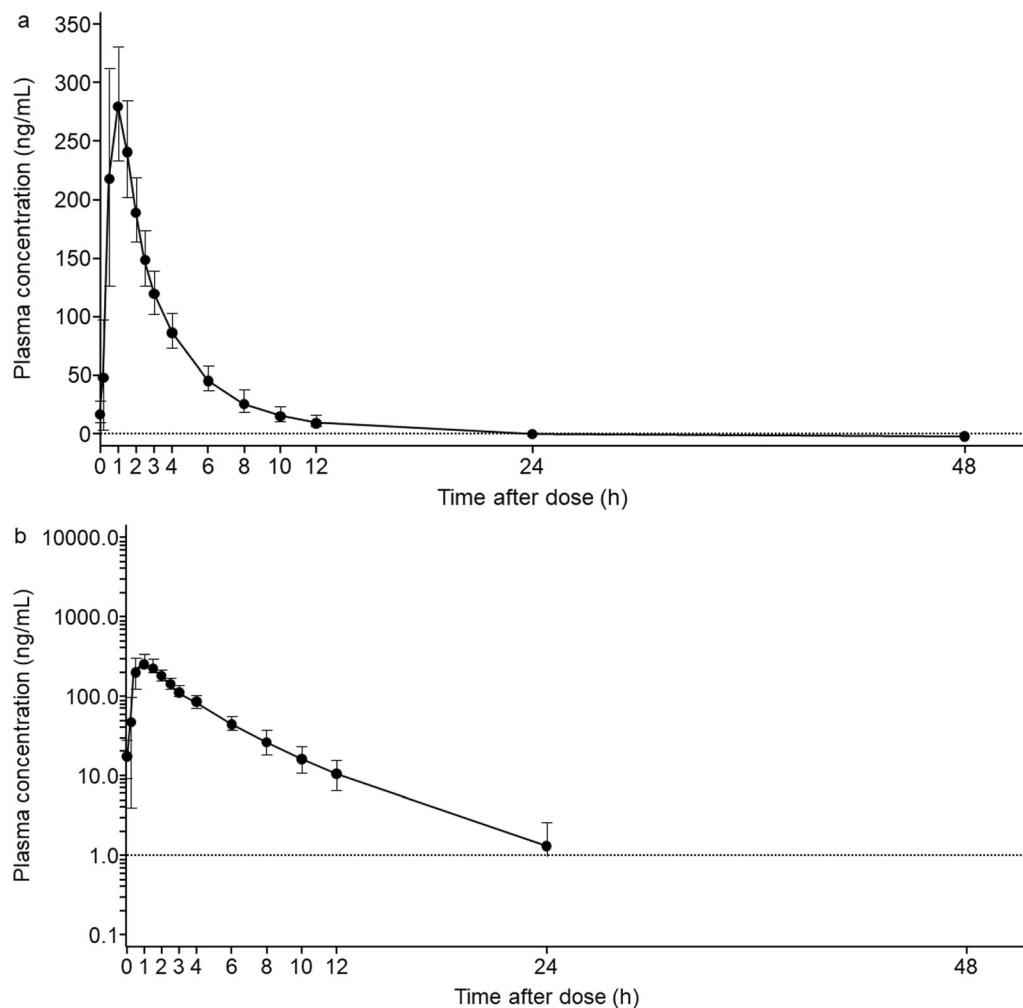 a
Plasma concentration (ng/mL)
350
300
250
200
150
100
50
0
0 1 2 3 4 6 8 10 12 24 48
Time after dose (h)
b
Plasma concentration (ng/mL)
10000.0
1000.0
100.0
10.0
1.0
0.1
0 1 2 3 4 6 8 10 12 24 48
Time after dose (h)